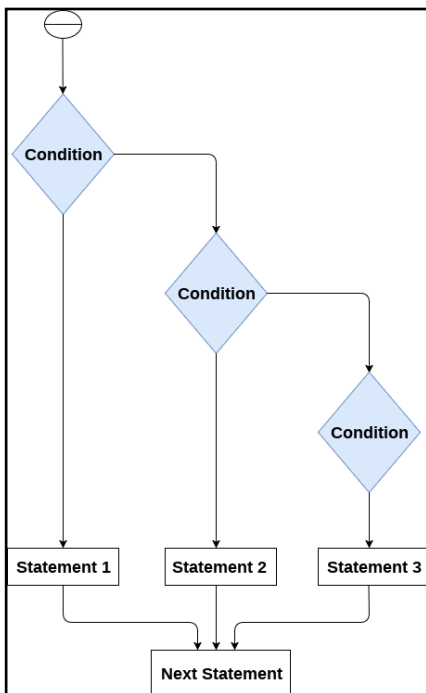 Condition
Condition
Condition
Statement 1
Statement 2
Statement 3
Next Statement